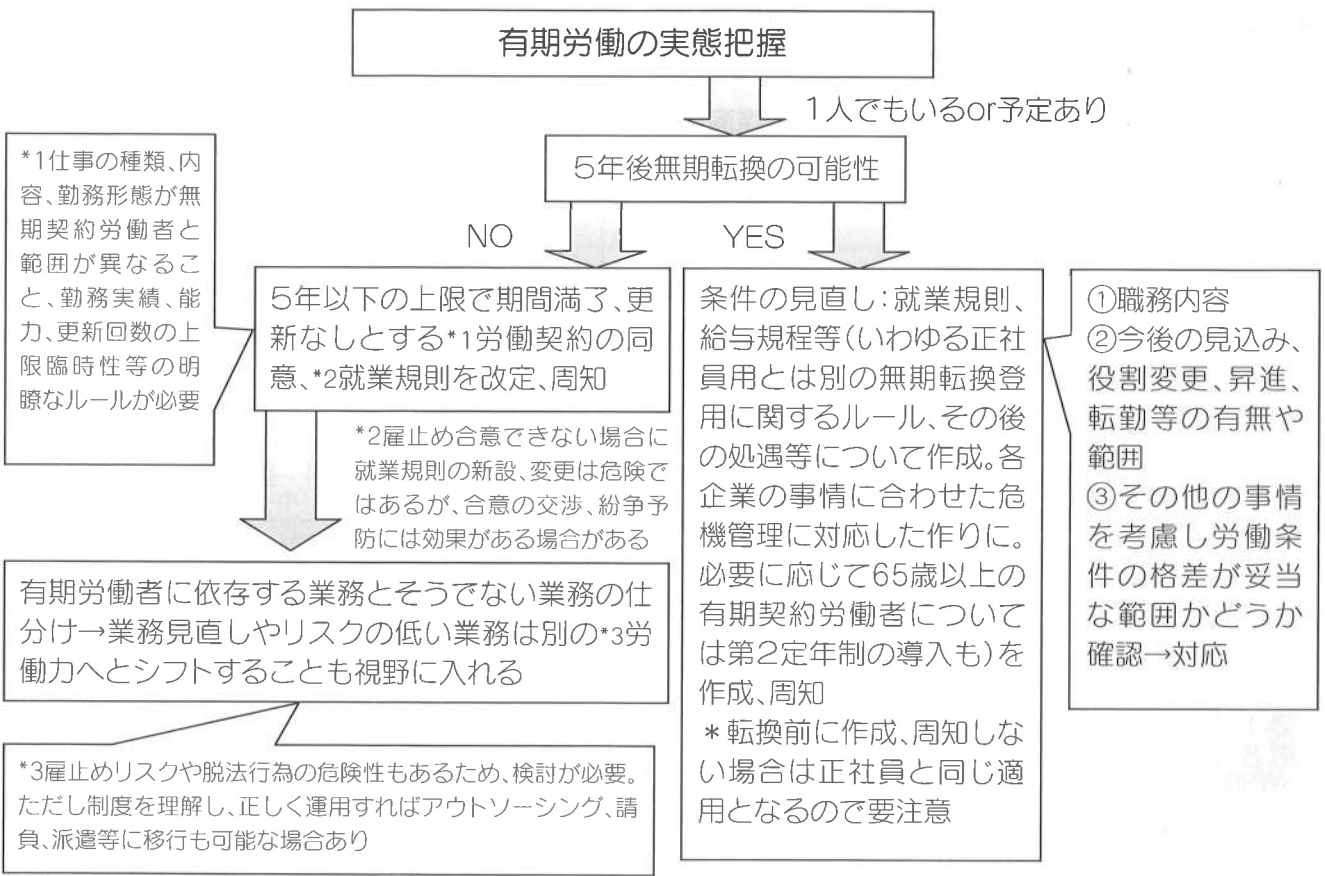 有期労働の実態把握
1人でもいるor予定あり
5年後無期転換の可能性
NO
YES
*1仕事の種類、内
容、勤務形態が無
期契約労働者と
範囲が異なるこ
と、勤務実績、能
力、更新回数の上
限臨時性等の明
瞭なルールが必要
5年以下の上限で期間満了、更
新なしとする*1労働契約の同
意、*2就業規則を改定、周知
*2雇止め合意できない場合に
就業規則の新設、変更は危険で
はあるが、合意の交渉、紛争予
防には効果がある場合がある
有期労働者に依存する業務とそうでない業務の仕
分け→業務見直しやリスクの低い業務は別の*3労
働力へとシフトすることも視野に入れる
*3雇止めリスクや脱法行為の危険性もあるため、検討が必要。
ただし制度を理解し、正しく運用すればアウトソーシング、請
負、派遣等に移行も可能な場合あり
条件の見直し:就業規則、
給与規程等(いわゆる正社
員用とは別の無期転換登
用に関するルール、その後
の処遇等について作成。各
企業の事情に合わせた危
機管理に対応した作りに。
必要に応じて65歳以上の
有期契約労働者について
は第2定年制の導入も)を
作成、周知
*転換前に作成、周知しな
い場合は正社員と同じ適
用となるので要注意
①職務内容
②今後の見込み、
役割変更、昇進、
転勤等の有無や
範囲
③その他の事情
を考慮し労働条
件の格差が妥当
な範囲かどうか
確認→対応